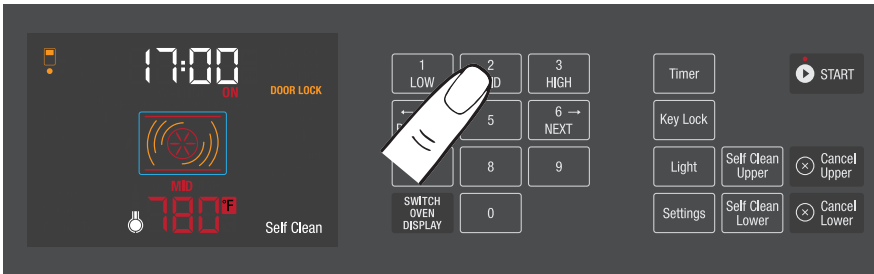 17:00
ON
DOOR LOCK
MID
780°F
Self Clean
1
LOW
2
3
HIGH
←
5
6 →
NEXT
8
9
SWITCH
OVEN
DISPLAY
0
Timer
START
Key Lock
Light
Self Clean
Upper
Cancel
Upper
Settings
Self Clean
Lower
Cancel
Lower